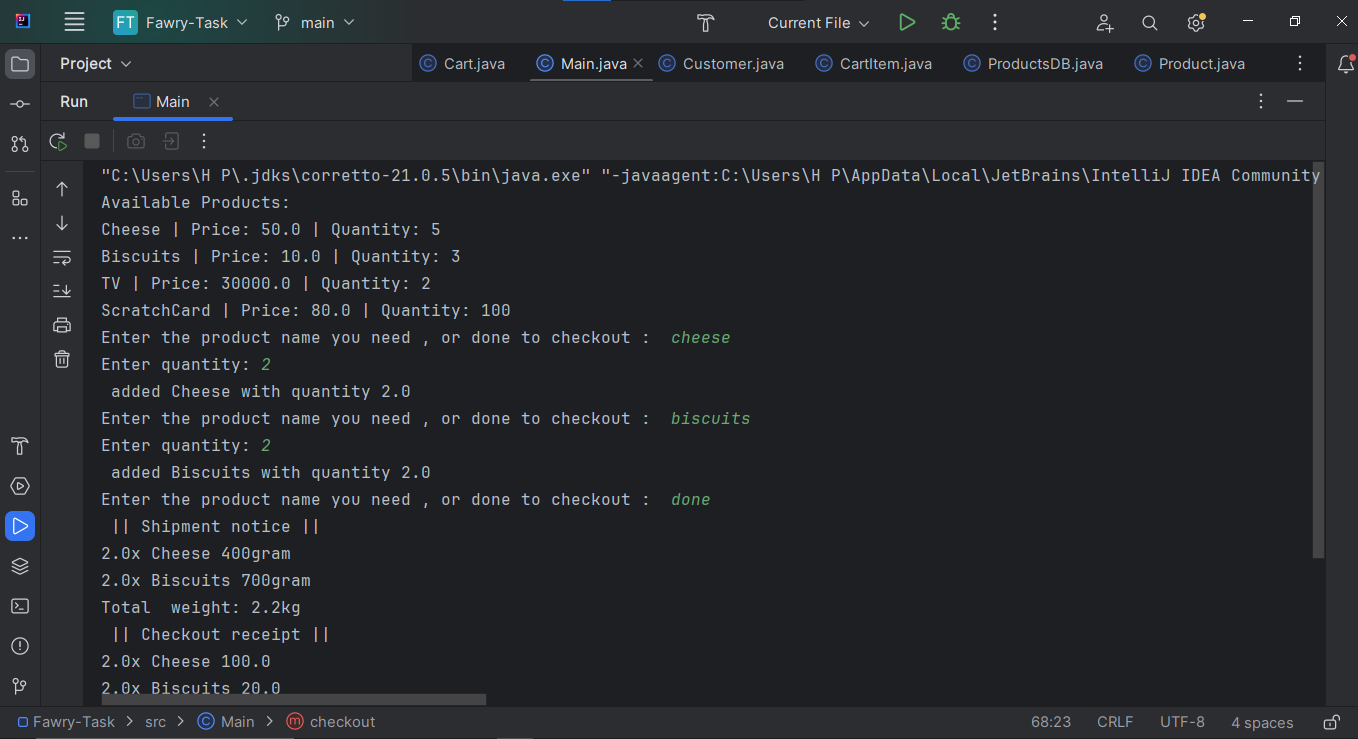 FT Fawry-Task main Current File
Project Cart.java Main.java Customer.java CartItem.java ProductsDB.java Product.java
Run Main
"C:\Users\H P\.jdks\corretto-21.0.5\bin\java.exe" "-javaagent:C:\Users\H P\AppData\Local\JetBrains\IntelliJ IDEA Community
Available Products:
Cheese | Price: 50.0 | Quantity: 5
Biscuits | Price: 10.0 | Quantity: 3
TV | Price: 30000.0 | Quantity: 2
ScratchCard | Price: 80.0 | Quantity: 100
Enter the product name you need , or done to checkout :  cheese
Enter quantity: 2
 added Cheese with quantity 2.0
Enter the product name you need , or done to checkout :  biscuits
Enter quantity: 2
 added Biscuits with quantity 2.0
Enter the product name you need , or done to checkout :  done
 || Shipment notice ||
2.0x Cheese 400gram
2.0x Biscuits 700gram
Total  weight: 2.2kg
 || Checkout receipt ||
2.0x Cheese 100.0
2.0x Biscuits 20.0
Fawry-Task > src > Main > checkout 68:23 CRLF UTF-8 4 spaces